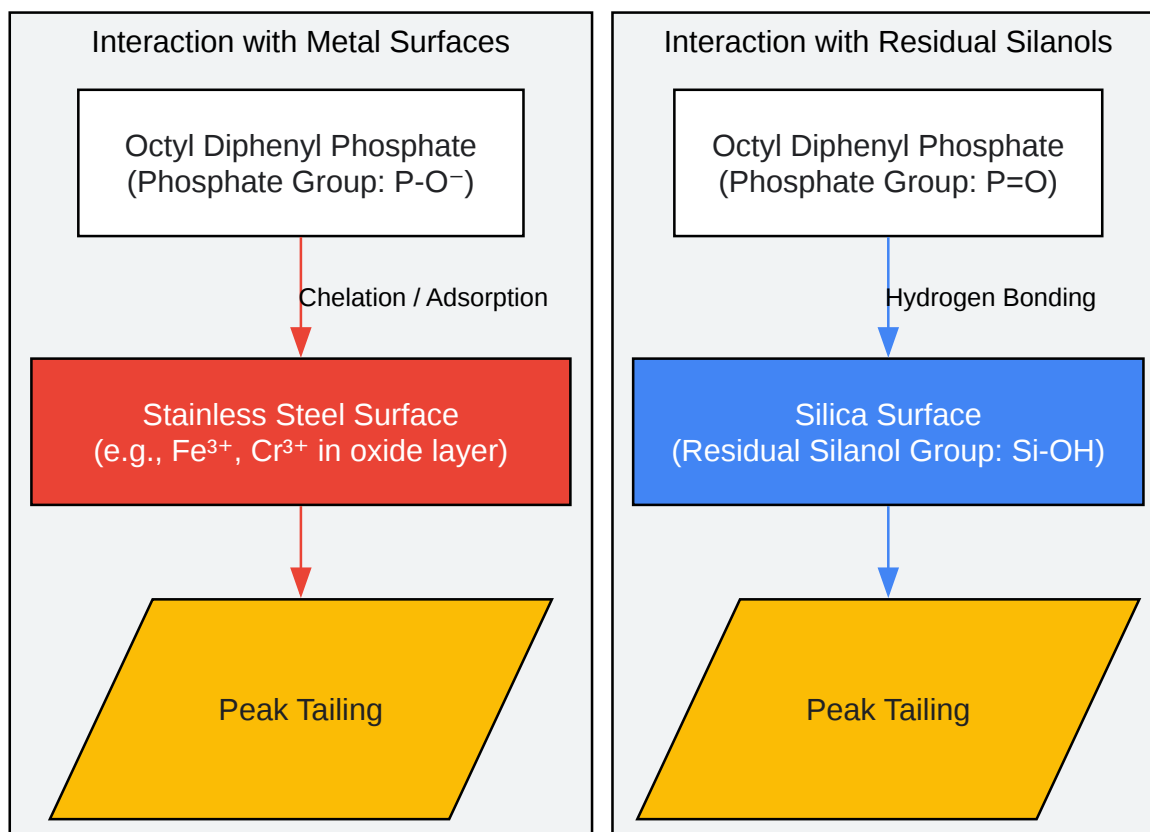 Interaction with Metal Surfaces
Octyl Diphenyl Phosphate
(Phosphate Group: P-O⁻)
Chelation / Adsorption
Stainless Steel Surface
(e.g., Fe³⁺, Cr³⁺ in oxide layer)
Peak Tailing
Interaction with Residual Silanols
Octyl Diphenyl Phosphate
(Phosphate Group: P=O)
Hydrogen Bonding
Silica Surface
(Residual Silanol Group: Si-OH)
Peak Tailing